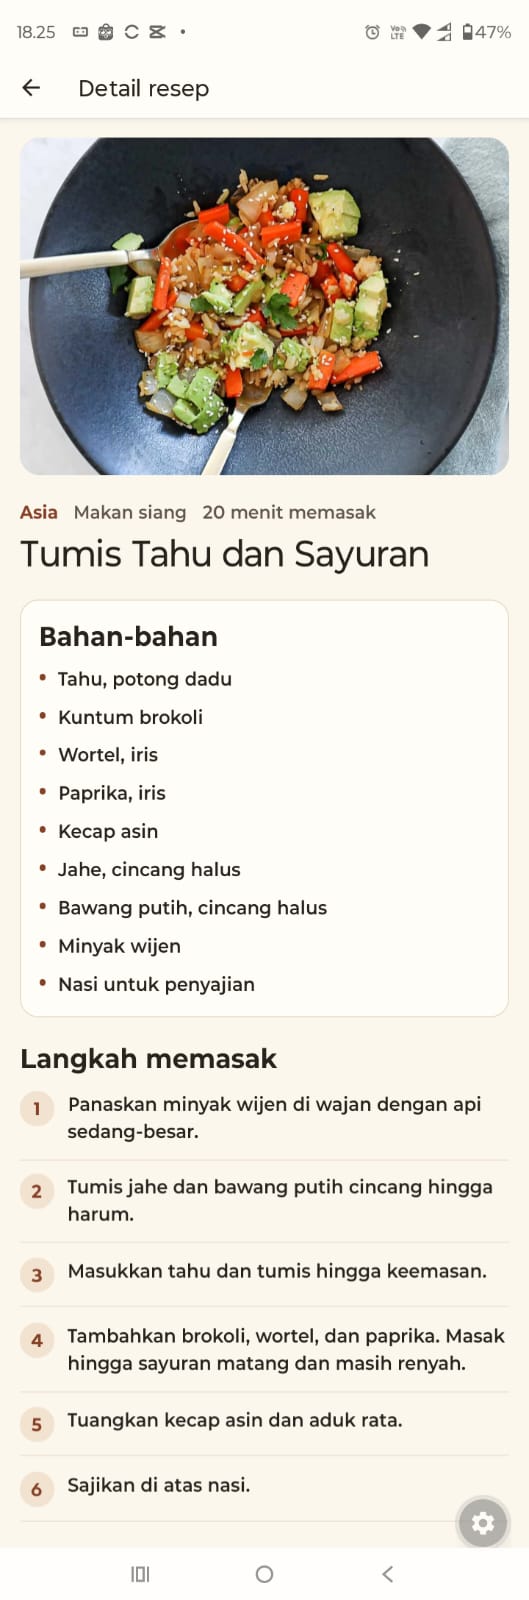 18.25
Vo))
LTE
47%
Detail resep
Asia Makan siang 20 menit memasak
Tumis Tahu dan Sayuran
Bahan-bahan
• Tahu, potong dadu
• Kuntum brokoli
• Wortel, iris
• Paprika, iris
• Kecap asin
• Jahe, cincang halus
• Bawang putih, cincang halus
• Minyak wijen
• Nasi untuk penyajian
Langkah memasak
1 Panaskan minyak wijen di wajan dengan api
sedang-besar.
2 Tumis jahe dan bawang putih cincang hingga
harum.
3 Masukkan tahu dan tumis hingga keemasan.
4 Tambahkan brokoli, wortel, dan paprika. Masak
hingga sayuran matang dan masih renyah.
5 Tuangkan kecap asin dan aduk rata.
6 Sajikan di atas nasi.